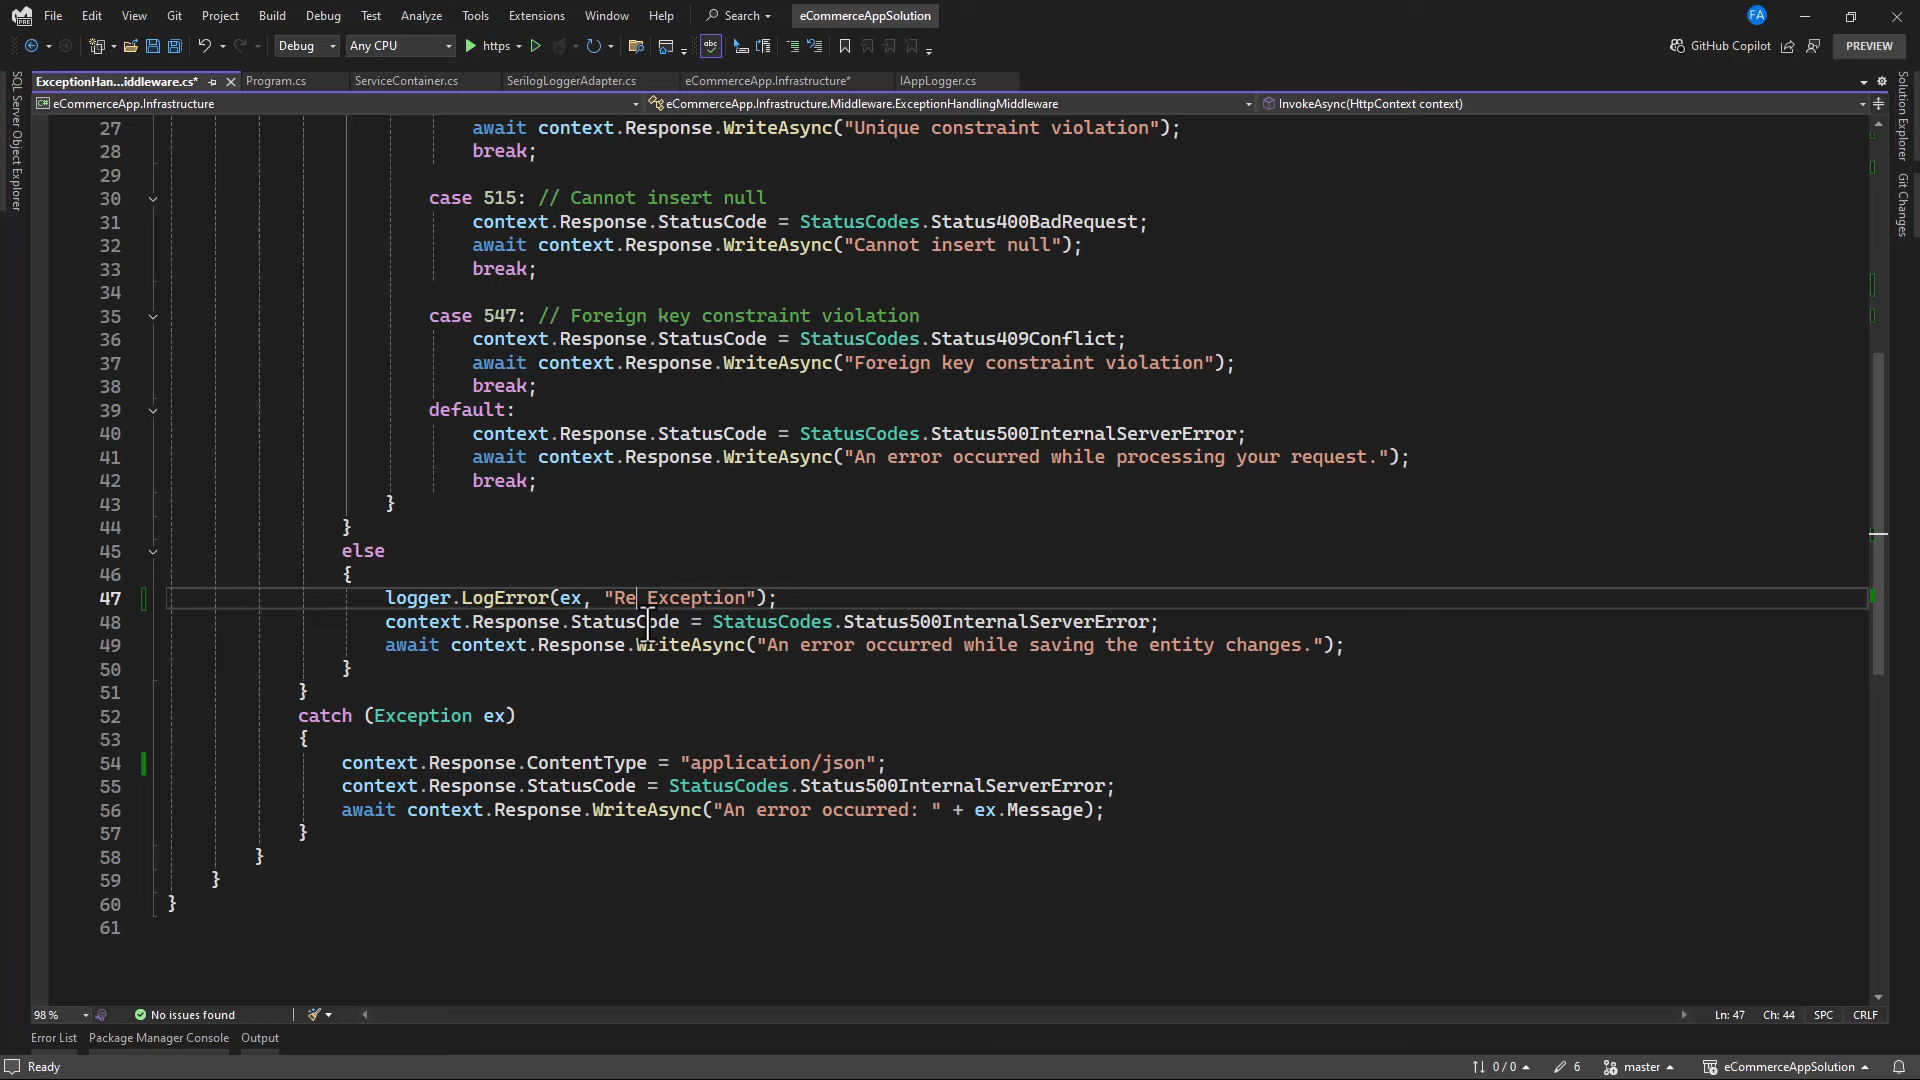 File Edit View Git Project Build Debug Test Analyze Tools Extensions Window Help Search eCommerceAppSolution FA
Debug Any CPU https GitHub Copilot PREVIEW
ExceptionHan...iddleware.cs* Program.cs ServiceContainer.cs SerilogLoggerAdapter.cs eCommerceApp.Infrastructure* IAppLogger.cs
eCommerceApp.Infrastructure eCommerceApp.Infrastructure.Middleware.ExceptionHandlingMiddleware InvokeAsync(HttpContext context)
SQL Server Object Explorer
Solution Explorer
Git Changes
27 await context.Response.WriteAsync("Unique constraint violation");
28 break;
29
30 case 515: // Cannot insert null
31 context.Response.StatusCode = StatusCodes.Status400BadRequest;
32 await context.Response.WriteAsync("Cannot insert null");
33 break;
34
35 case 547: // Foreign key constraint violation
36 context.Response.StatusCode = StatusCodes.Status409Conflict;
37 await context.Response.WriteAsync("Foreign key constraint violation");
38 break;
39 default:
40 context.Response.StatusCode = StatusCodes.Status500InternalServerError;
41 await context.Response.WriteAsync("An error occurred while processing your request.");
42 break;
43 }
44 }
45 else
46 {
47 logger.LogError(ex, "Re Exception");
48 context.Response.StatusCode = StatusCodes.Status500InternalServerError;
49 await context.Response.WriteAsync("An error occurred while saving the entity changes.");
50 }
51 }
52 catch (Exception ex)
53 {
54 context.Response.ContentType = "application/json";
55 context.Response.StatusCode = StatusCodes.Status500InternalServerError;
56 await context.Response.WriteAsync("An error occurred: " + ex.Message);
57 }
58 }
59 }
60 }
61
98 % No issues found Ln: 47 Ch: 44 SPC CRLF
Error List Package Manager Console Output
Ready 0 / 0 6 master eCommerceAppSolution